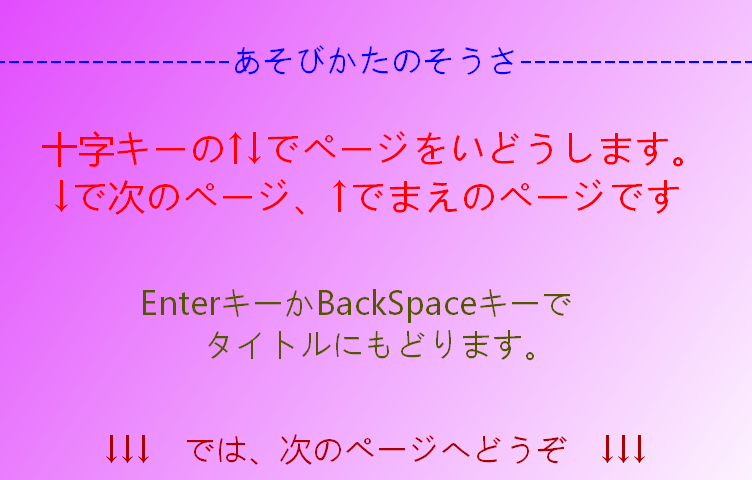 -----------------あそびかたのそうさ-----------------
十字キーの↑↓でページをいどうします。
↓で次のページ、↑でまえのページです
EnterキーかBackSpaceキーで
タイトルにもどります。
↓↓↓　では、次のページへどうぞ　↓↓↓